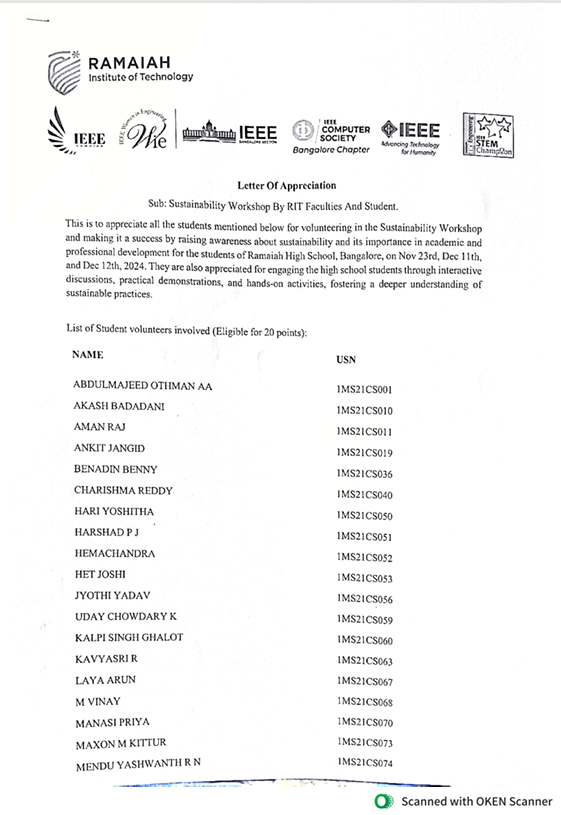 RAMAIAH
Institute of Technology
IEEE
IEEE Women in Engineering
Wie
IEEE
BANGALORE SECTION
IEEE
COMPUTER
SOCIETY
Bangalore Chapter
IEEE
Advancing Technology
for Humanity
IEEE
STEM
Champion
Letter Of Appreciation
Sub: Sustainability Workshop By RIT Faculties And Student.
This is to appreciate all the students mentioned below for volunteering in the Sustainability Workshop
and making it a success by raising awareness about sustainability and its importance in academic and
professional development for the students of Ramaiah High School, Bangalore, on Nov 23rd, Dec 11th,
and Dec 12th, 2024. They are also appreciated for engaging the high school students through interactive
discussions, practical demonstrations, and hands-on activities, fostering a deeper understanding of
sustainable practices.
List of Student volunteers involved (Eligible for 20 points):
NAME USN
ABDULMAJEED OTHMAN AA 1MS21CS001
AKASH BADADANI 1MS21CS010
AMAN RAJ 1MS21CS011
ANKIT JANGID 1MS21CS019
BENADIN BENNY 1MS21CS036
CHARISHMA REDDY 1MS21CS040
HARI YOSHITHA 1MS21CS050
HARSHAD P J 1MS21CS051
HEMACHANDRA 1MS21CS052
HET JOSHI 1MS21CS053
JYOTHI YADAV 1MS21CS056
UDAY CHOWDARY K 1MS21CS059
KALPI SINGH GHALOT 1MS21CS060
KAVYASRI R 1MS21CS063
LAYA ARUN 1MS21CS067
M VINAY 1MS21CS068
MANASI PRIYA 1MS21CS070
MAXON M KITTUR 1MS21CS073
MENDU YASHWANTH R N 1MS21CS074
Scanned with OKEN Scanner